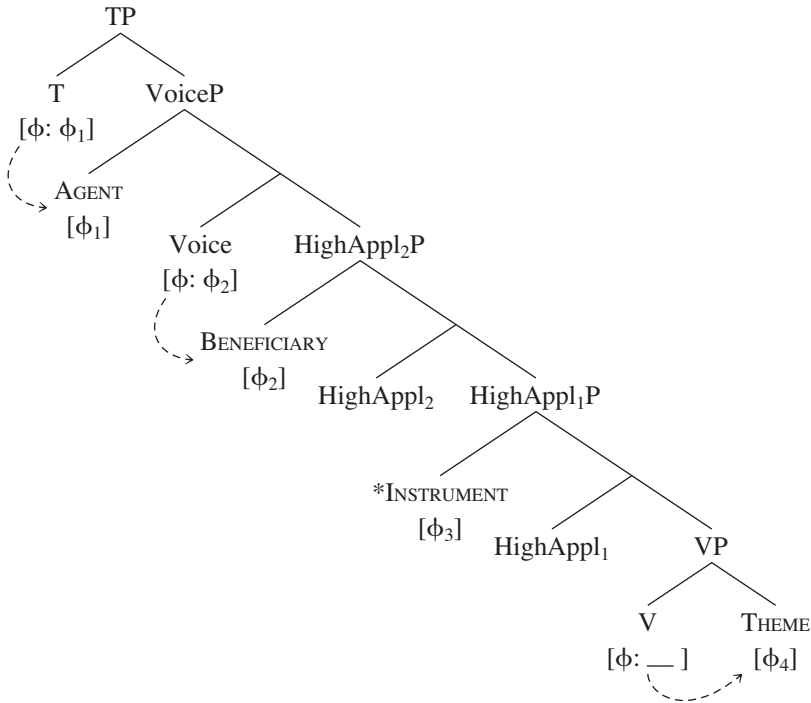 TP
T VoiceP
[ϕ: ϕ₁]
AGENT
[ϕ₁]
Voice HighAppl₂P
[ϕ: ϕ₂]
BENEFICIARY
[ϕ₂]
HighAppl₂ HighAppl₁P
*INSTRUMENT
[ϕ₃]
HighAppl₁ VP
V THEME
[ϕ: __ ] [ϕ₄]